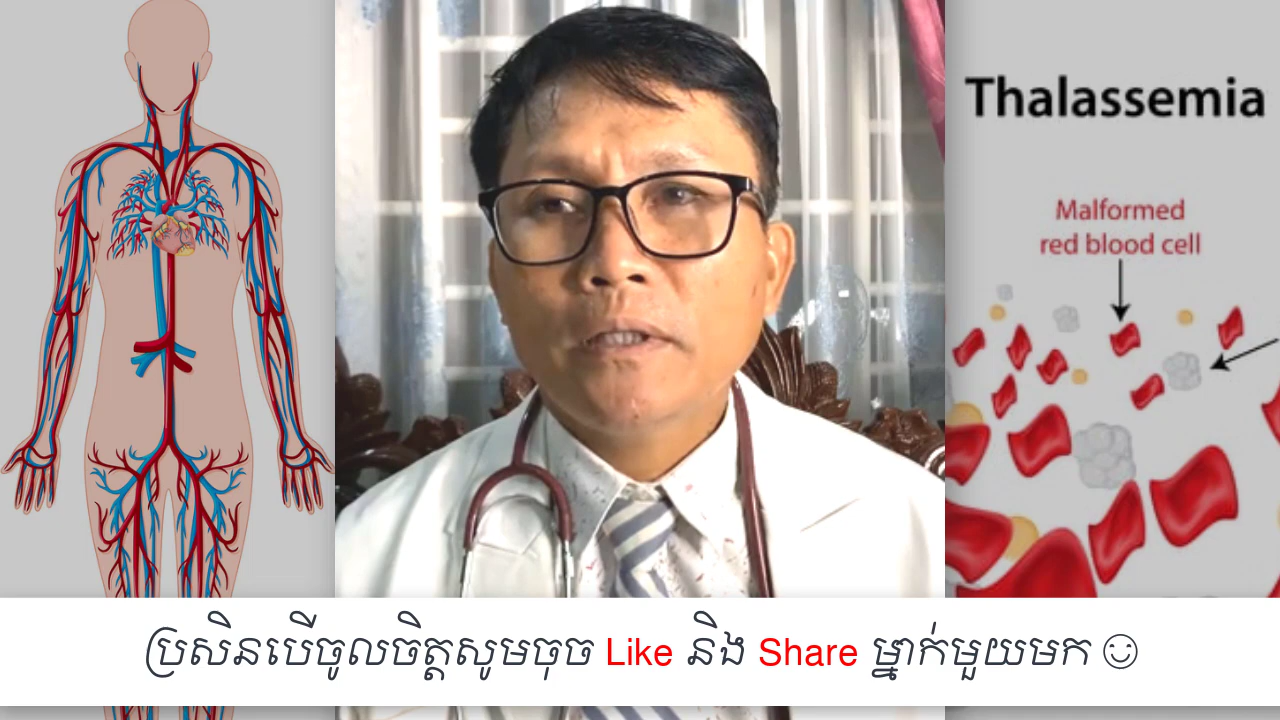 Thalassemia
Malformed
red blood cell
ប្រសិនបើចូលចិត្តសូមចុច Like និង Share ម្នាក់មួយមក ☺